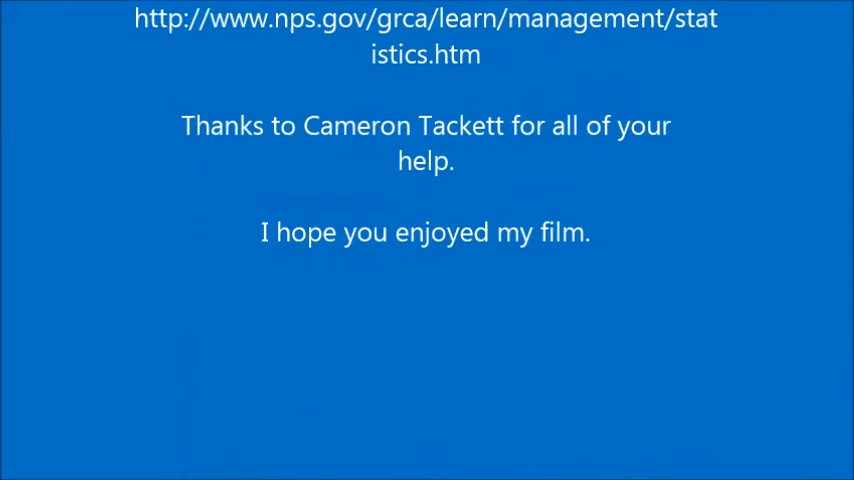 http://www.nps.gov/grca/learn/management/stat
istics.htm
Thanks to Cameron Tackett for all of your
help.
I hope you enjoyed my film.